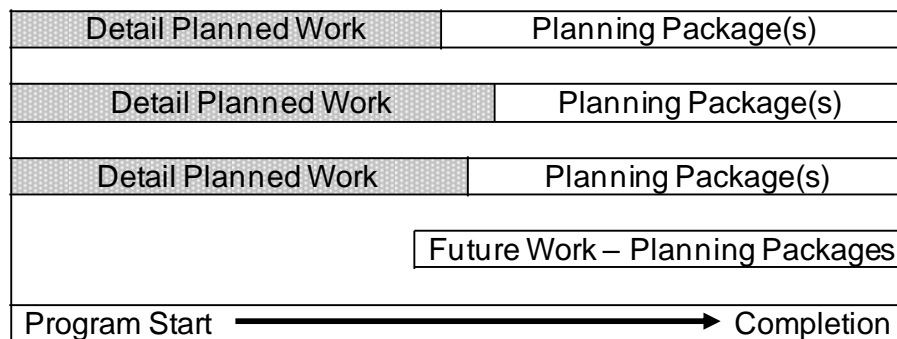 Detail Planned Work Planning Package(s)
Detail Planned Work Planning Package(s)
Detail Planned Work Planning Package(s)
Future Work – Planning Packages
Program Start Completion